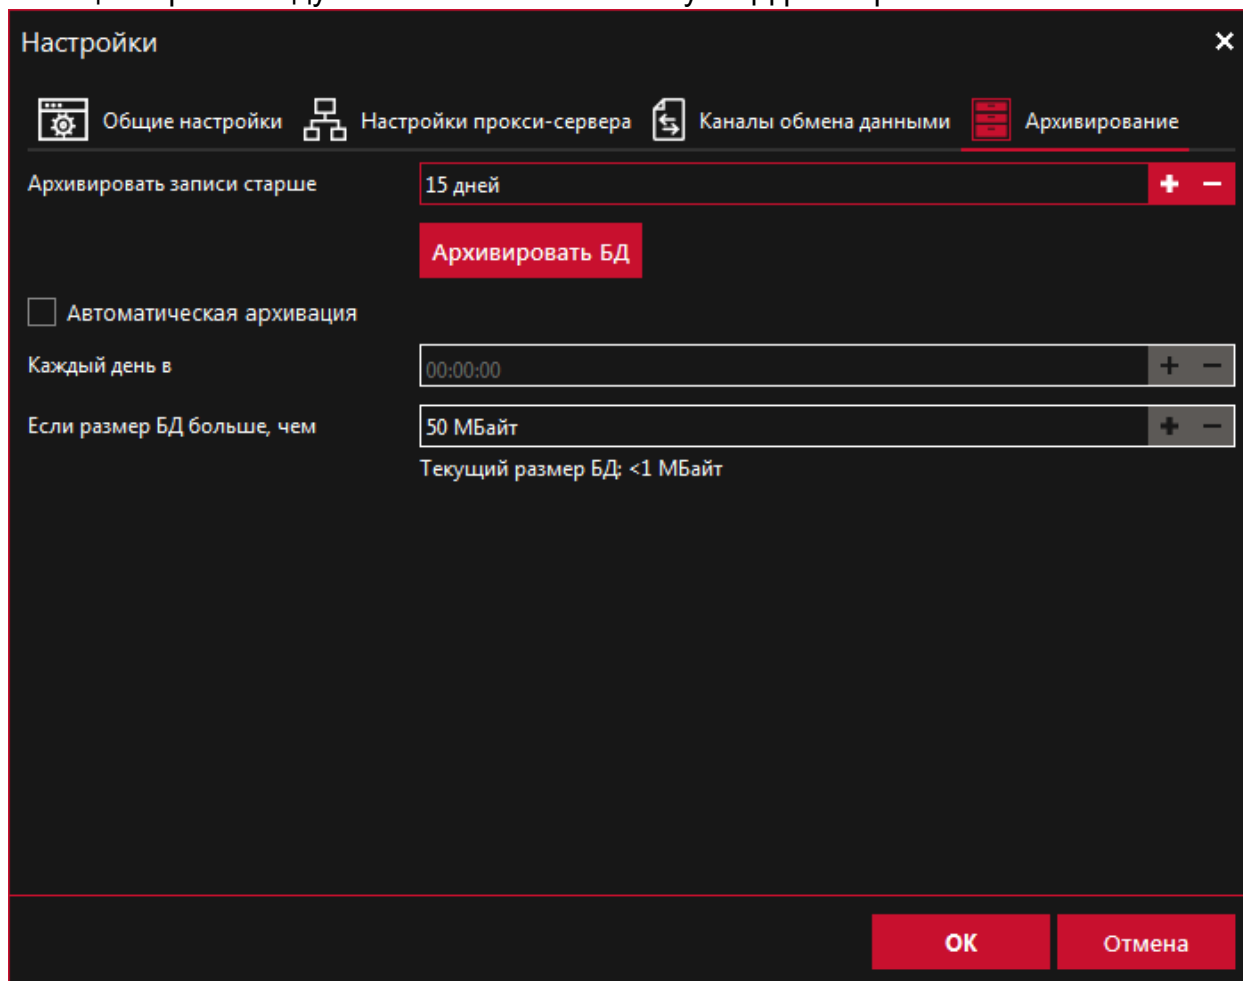 Настройки
Общие настройки Настройки прокси-сервера Каналы обмена данными Архивирование
Архивировать записи старше 15 дней
Архивировать БД
Автоматическая архивация
Каждый день в 00:00:00
Если размер БД больше, чем 50 МБайт
Текущий размер БД: <1 МБайт
ОК Отмена